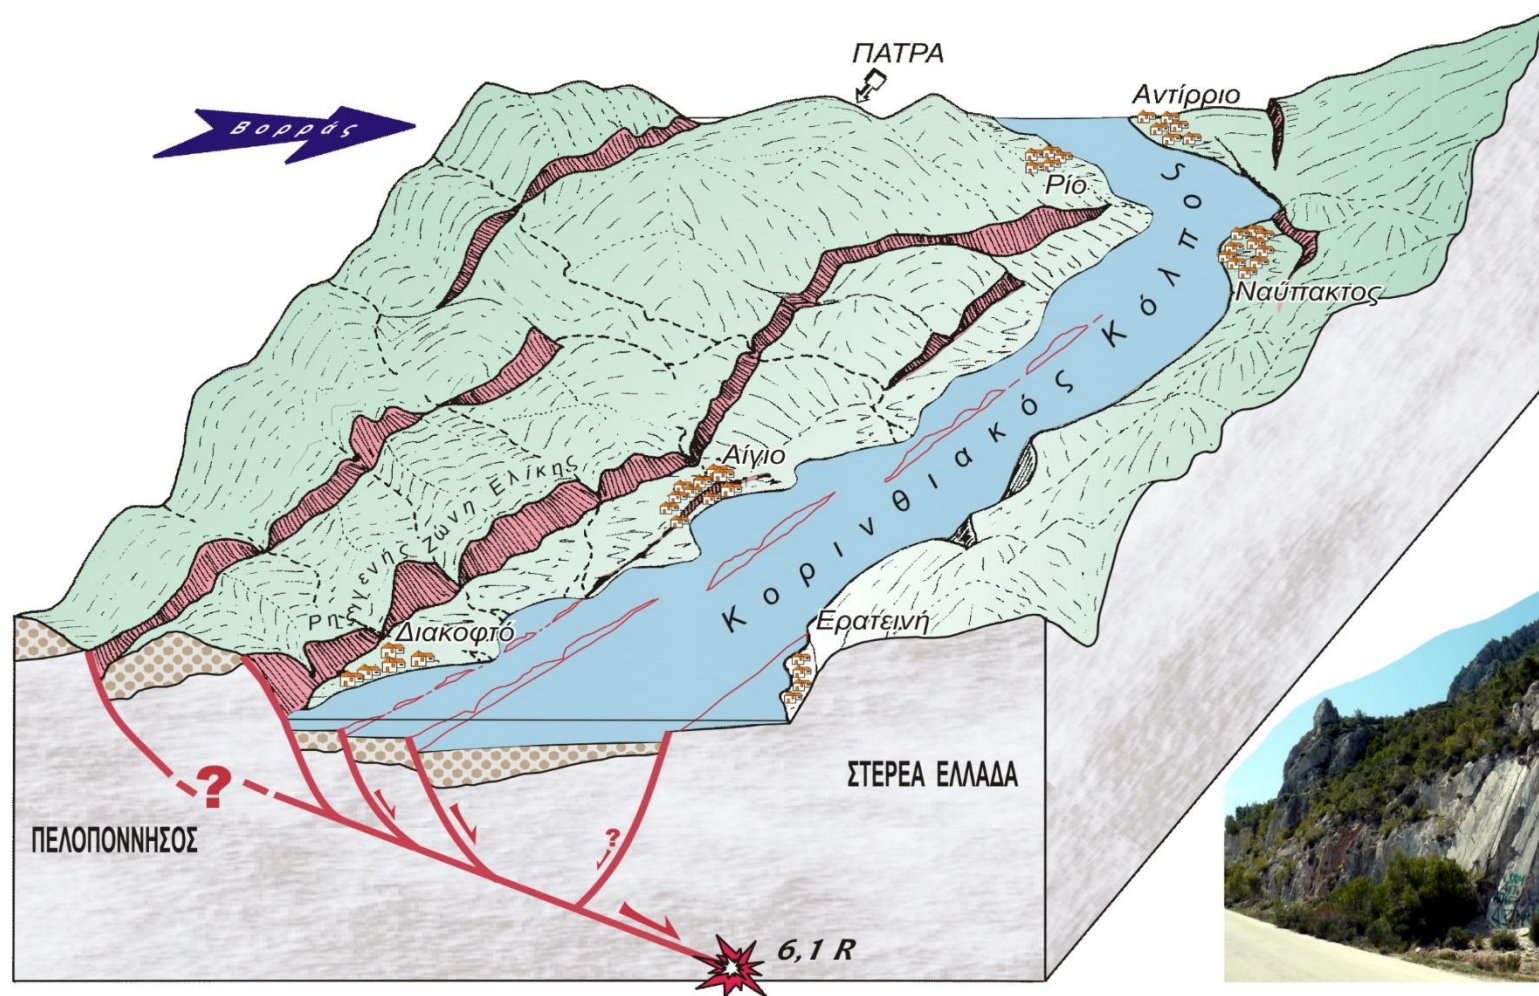 ΠΑΤΡΑ
Αντίρριο
Βορράς
Ρίο
Ναύπακτος
Κορινθιακός Κόλπος
Αίγιο
Ρηξιγενής Ζώνη Ελίκης
Διακοφτό
Ερατεινή
?
ΣΤΕΡΕΑ ΕΛΛΑΔΑ
ΠΕΛΟΠΟΝΝΗΣΟΣ
?
6,1 R